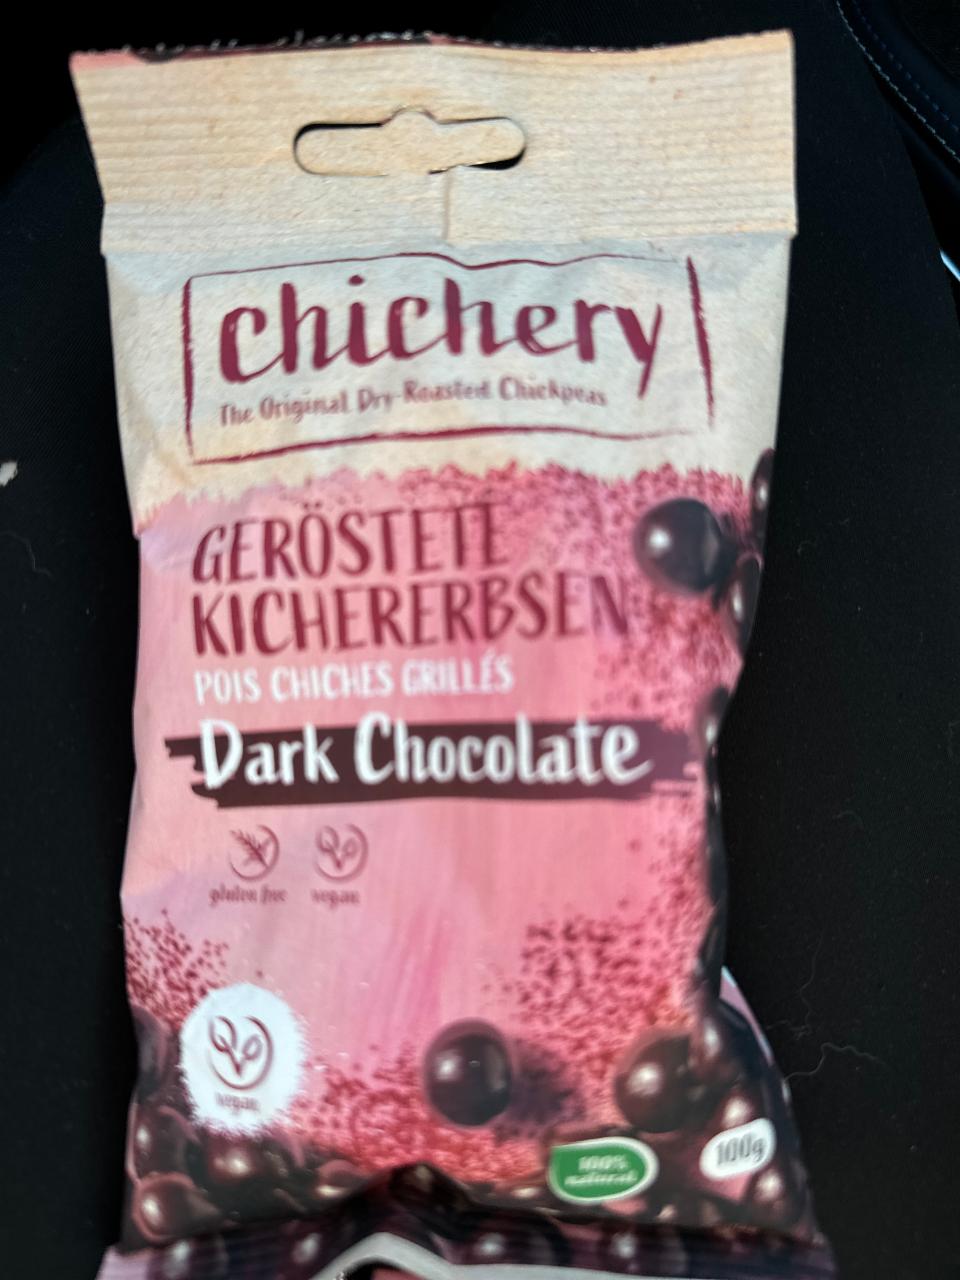 chichery
The Original Dry-Roasted Chickpeas
GERÖSTETE
KICHERERBSEN
POIS CHICHES GRILLÉS
Dark Chocolate
gluten free
vegan
vegan
100%
natural
100g